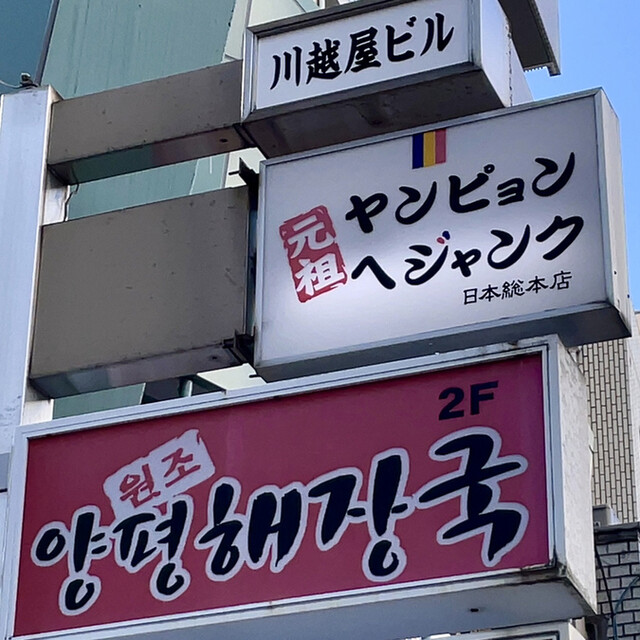 川越屋ビル
元祖
ヤンピョン
ヘジャンク
日本総本店
2F
원조
양평해장국